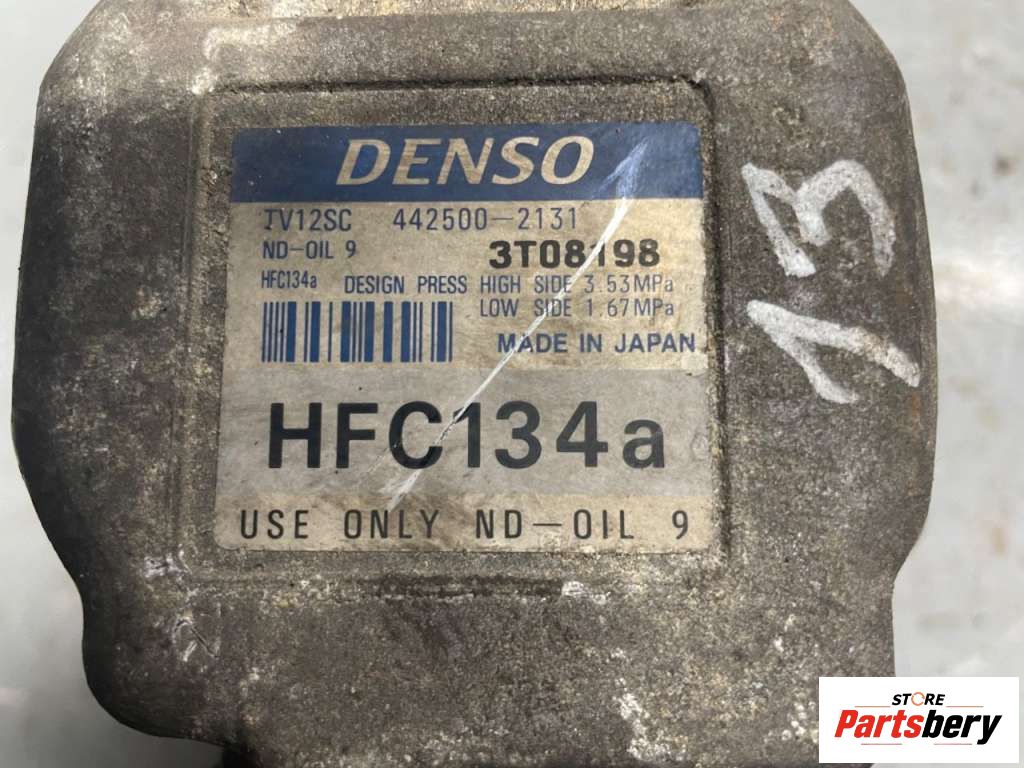 DENSO
TV12SC 442500-2131
ND-OIL 9 3T08198
HFC134a DESIGN PRESS HIGH SIDE 3.53MPa
LOW SIDE 1.67MPa
MADE IN JAPAN
HFC134a
USE ONLY ND-OIL 9
13
STORE
Partsbery